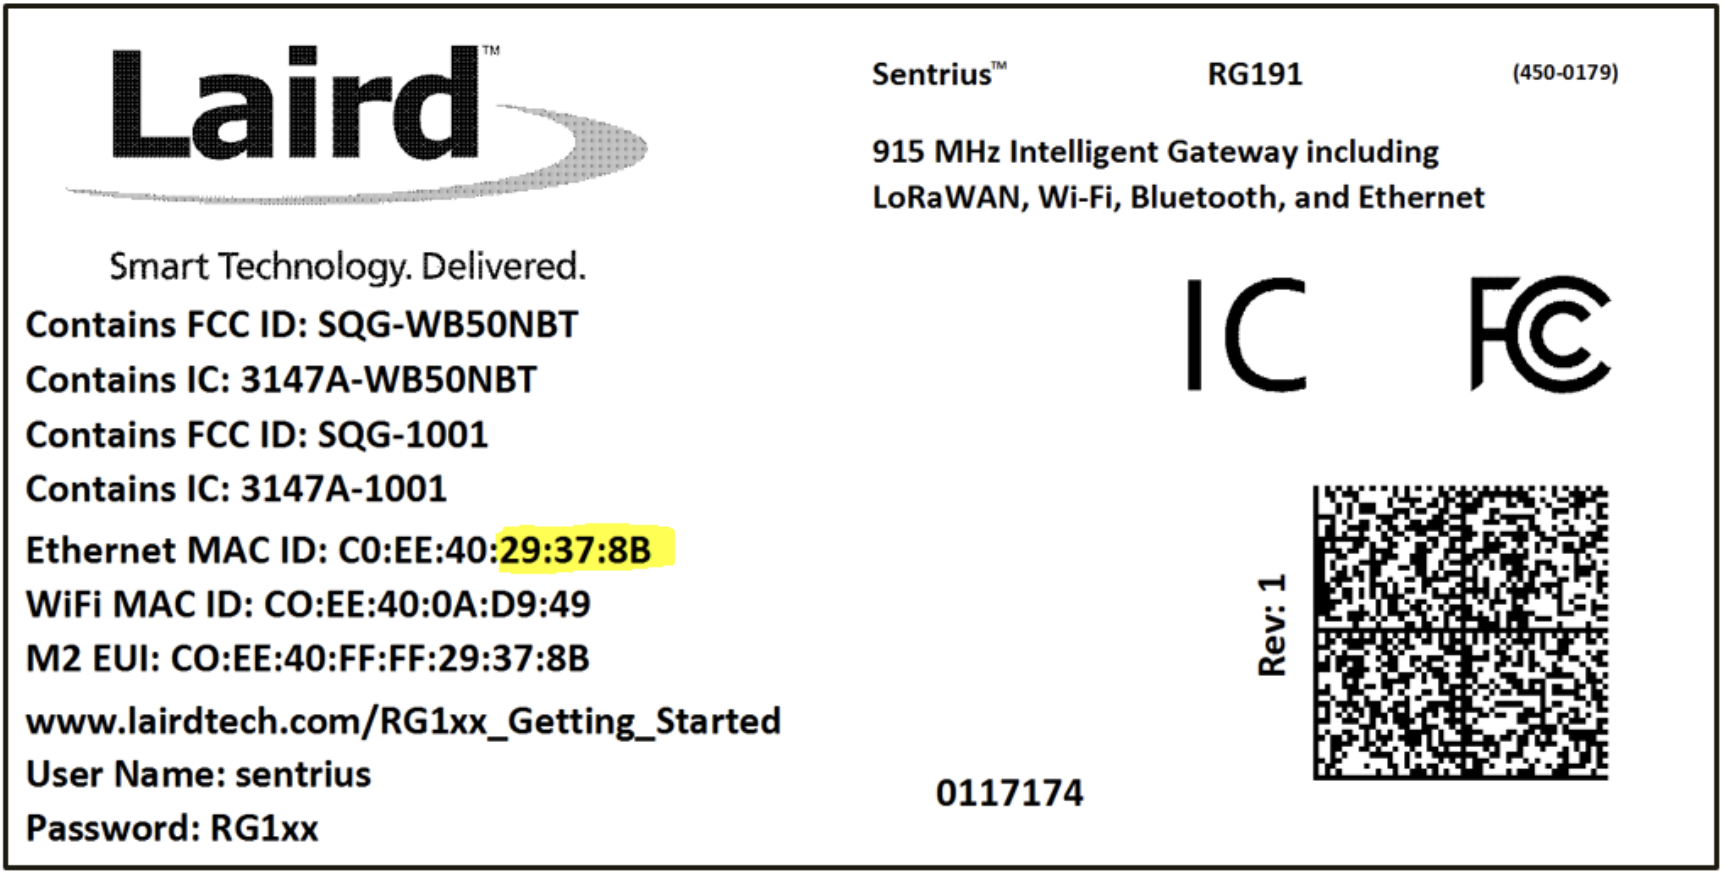 Laird™
Smart Technology. Delivered.
Sentrius™ RG191 (450-0179)
915 MHz Intelligent Gateway including
LoRaWAN, Wi-Fi, Bluetooth, and Ethernet
IC FC
Contains FCC ID: SQG-WB50NBT
Contains IC: 3147A-WB50NBT
Contains FCC ID: SQG-1001
Contains IC: 3147A-1001
Ethernet MAC ID: C0:EE:40:29:37:8B
WiFi MAC ID: CO:EE:40:0A:D9:49
M2 EUI: CO:EE:40:FF:FF:29:37:8B
www.lairdtech.com/RG1xx_Getting_Started
User Name: sentrius
Password: RG1xx
0117174
Rev: 1